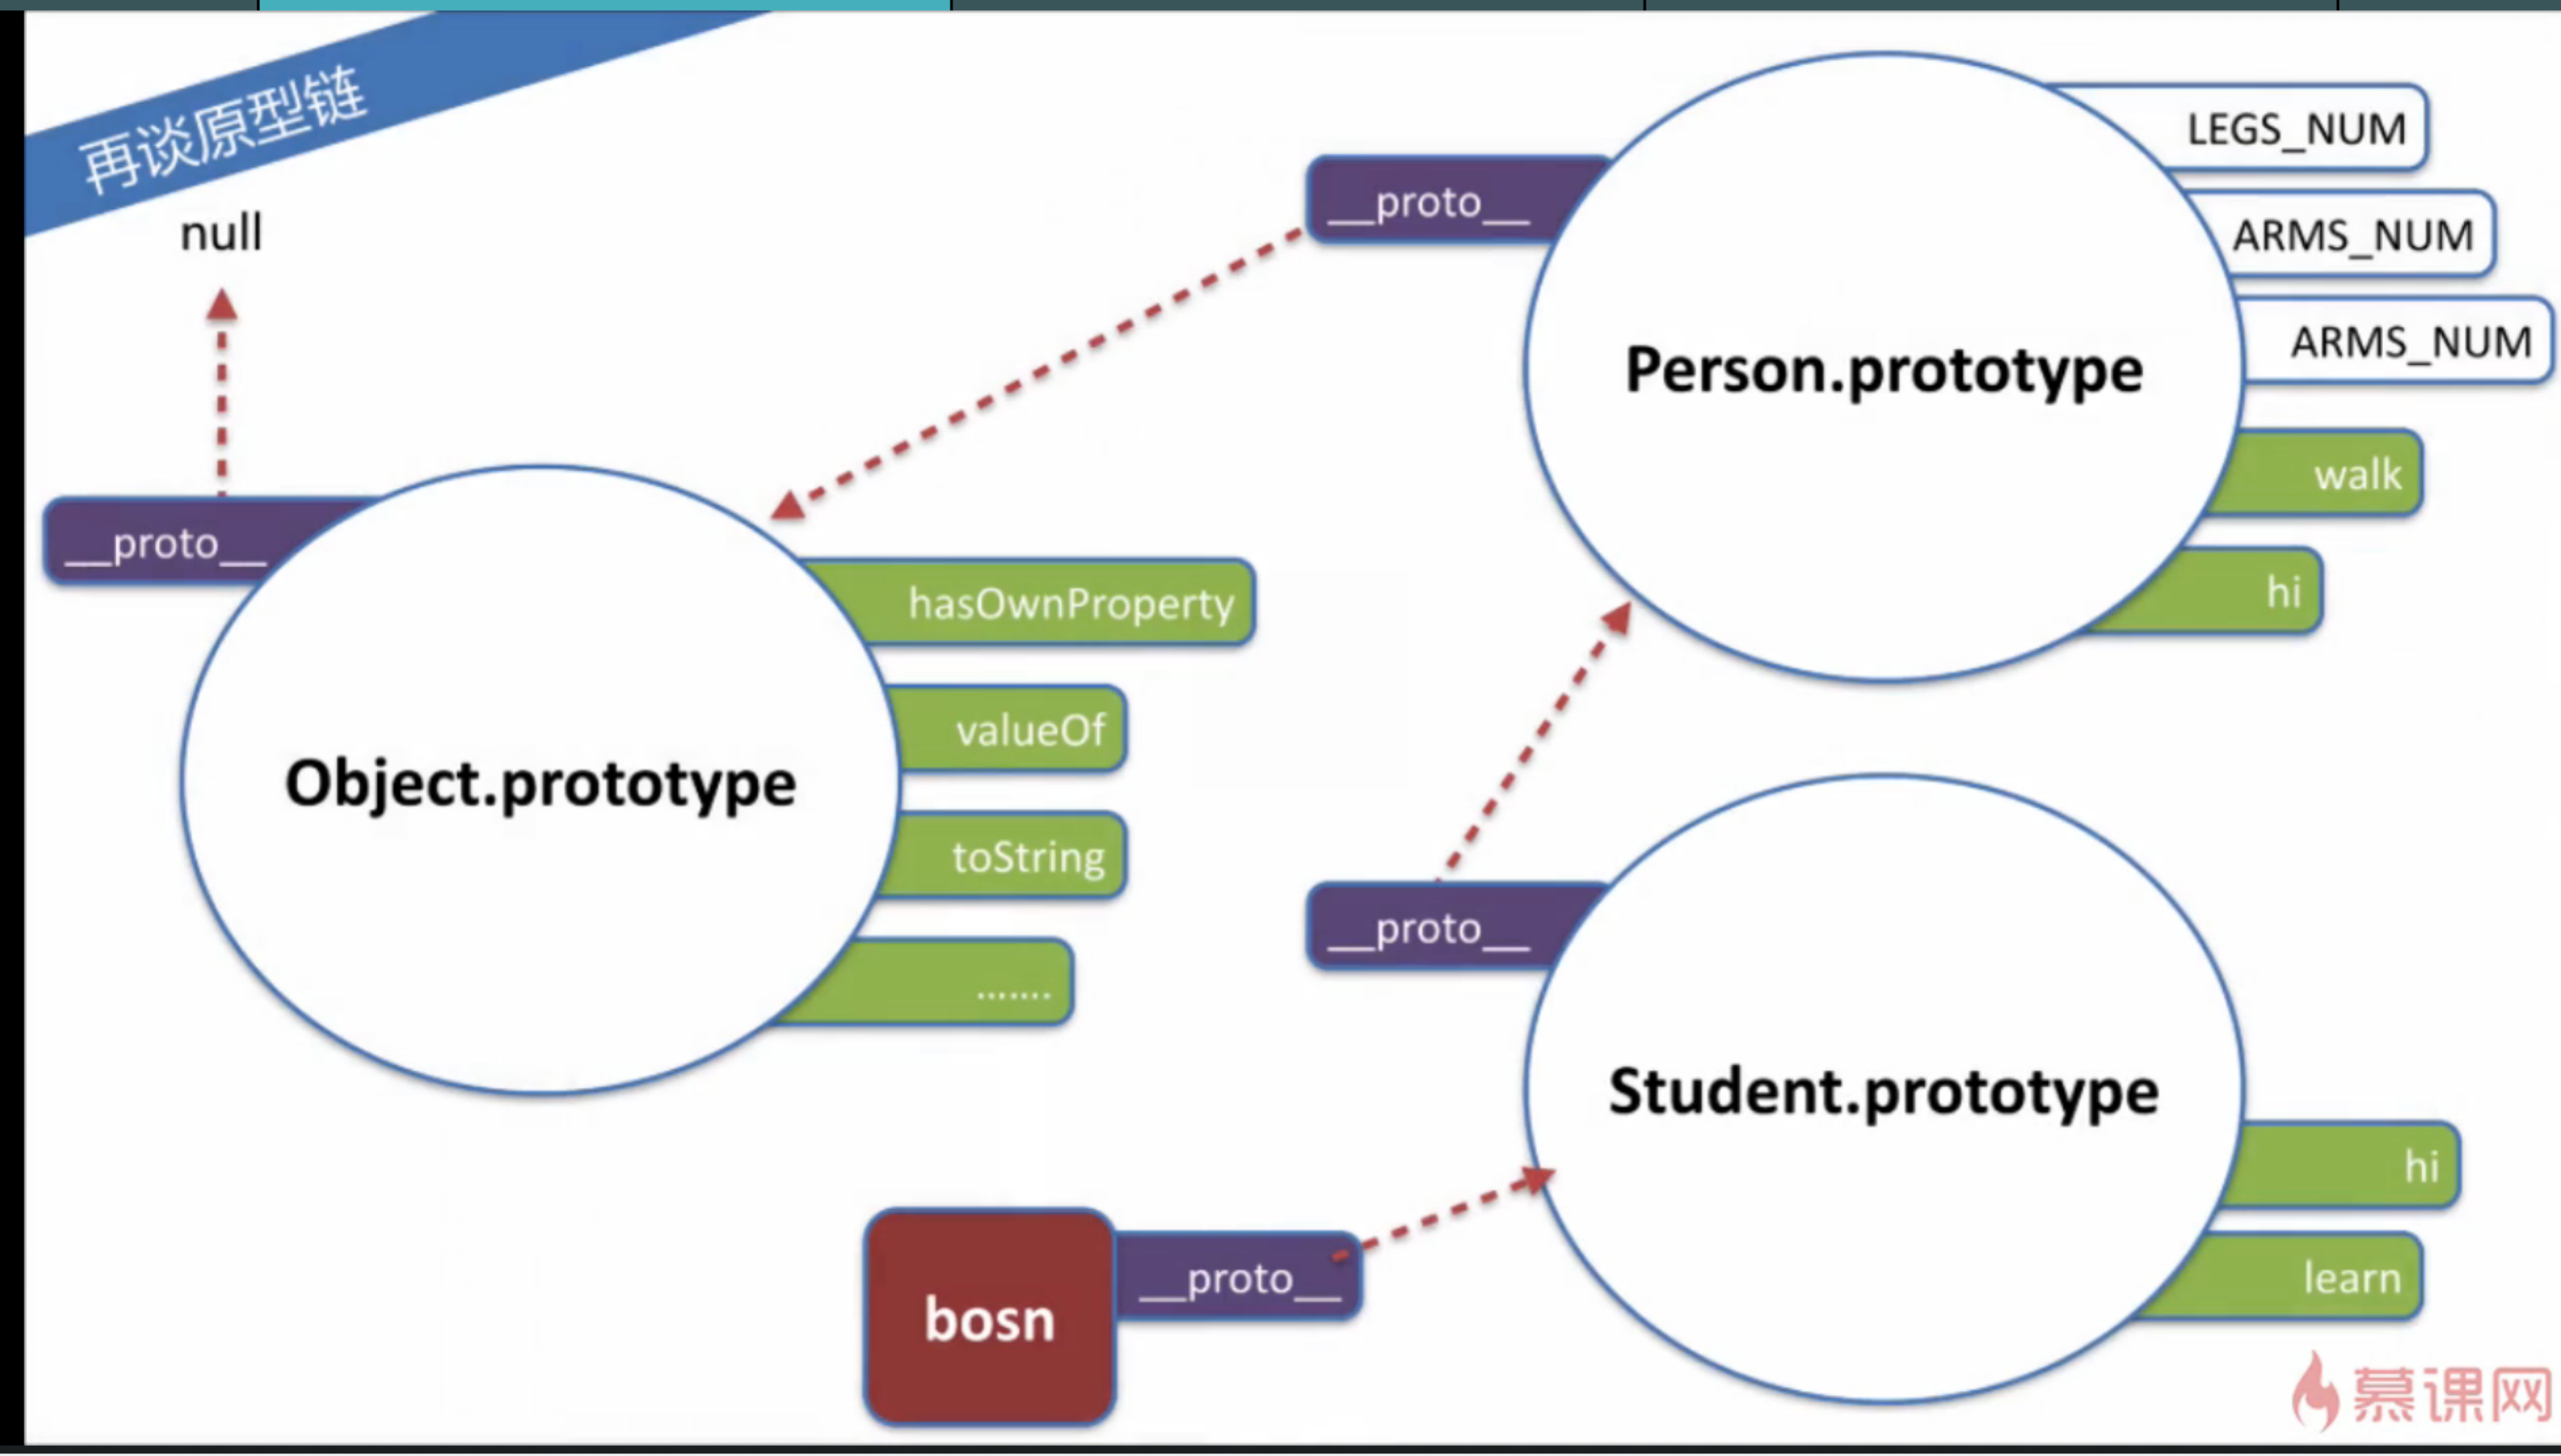 再谈原型链
null
__proto__
Object.prototype
hasOwnProperty
valueOf
toString
.......
__proto__
Person.prototype
LEGS_NUM
ARMS_NUM
ARMS_NUM
walk
hi
__proto__
Student.prototype
hi
learn
bosn
__proto__
慕课网